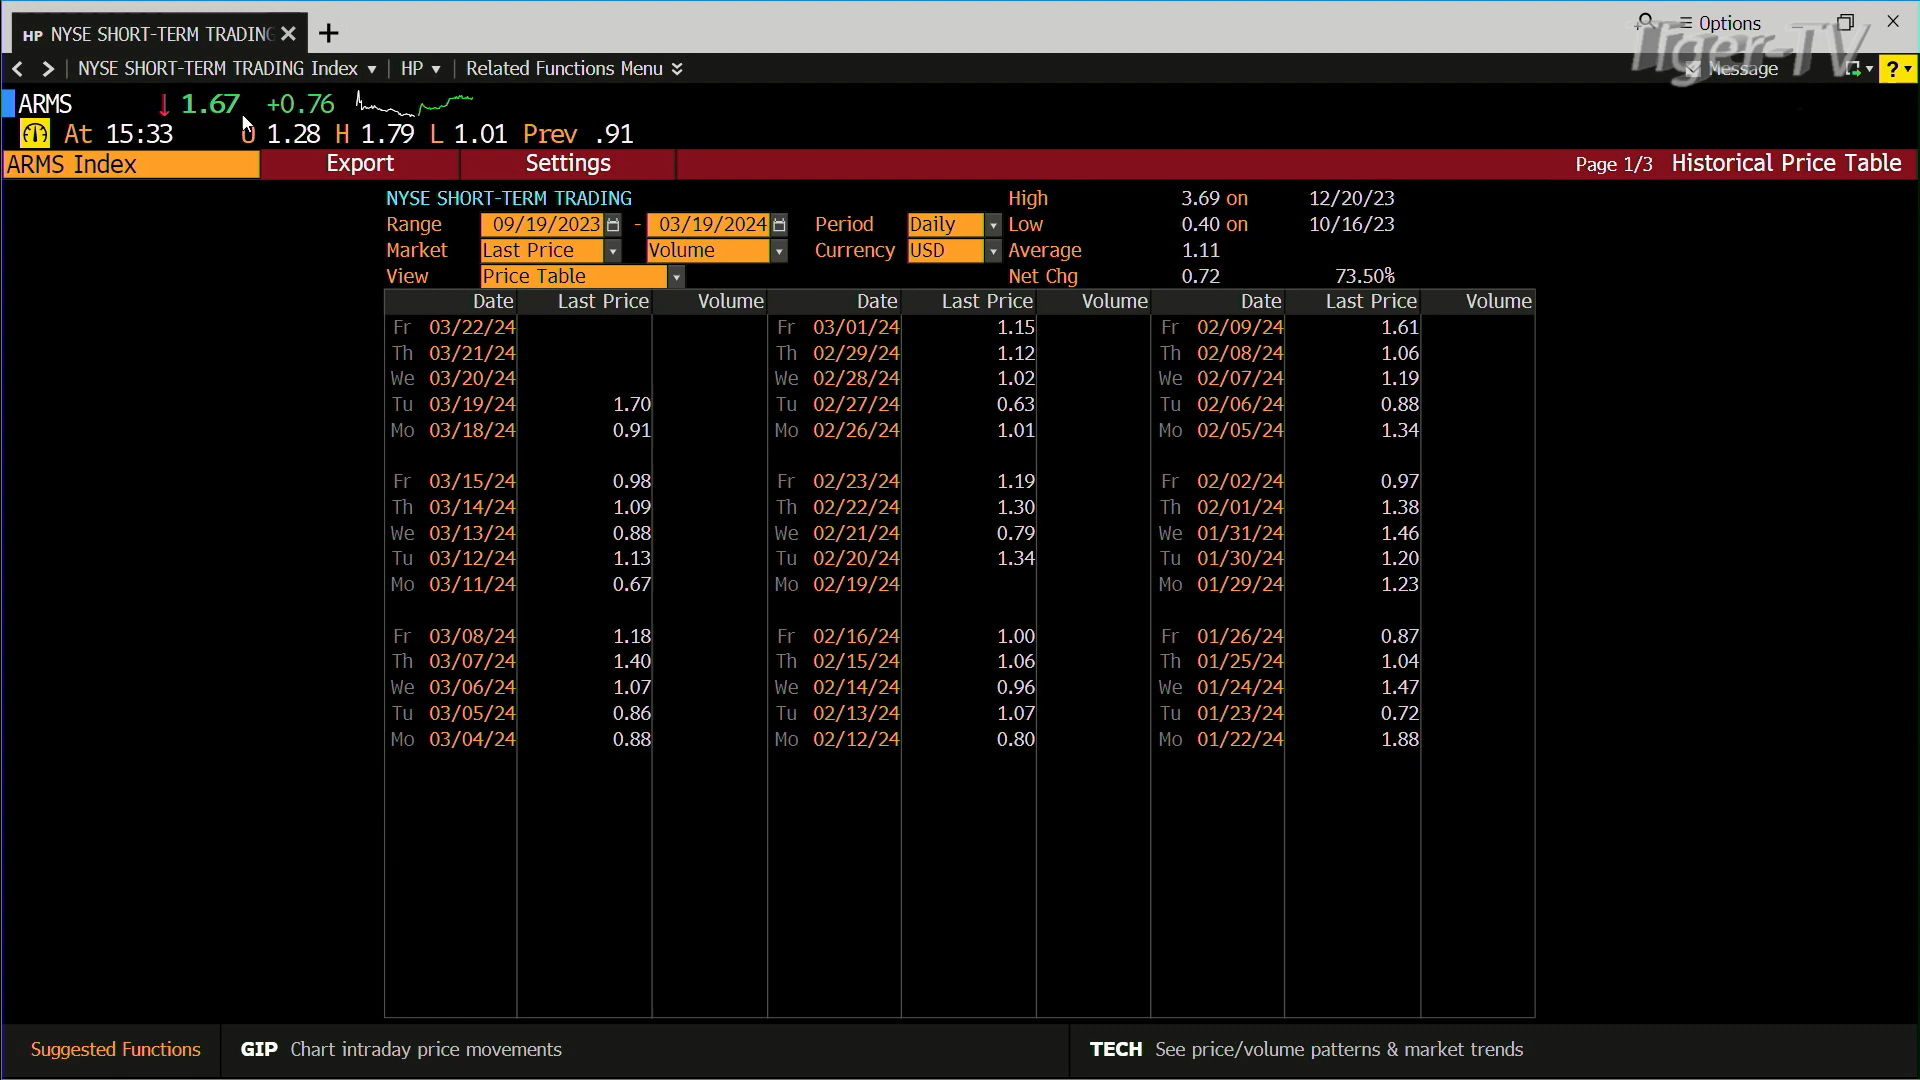 HP NYSE SHORT-TERM TRADING
Options
Tiger-TV
NYSE SHORT-TERM TRADING Index HP Related Functions Menu
Message ?
ARMS ↓ 1.67 +0.76
At 15:33 O 1.28 H 1.79 L 1.01 Prev .91
ARMS Index Export Settings Page 1/3 Historical Price Table
NYSE SHORT-TERM TRADING High 3.69 on 12/20/23
Range 09/19/2023 - 03/19/2024 Period Daily Low 0.40 on 10/16/23
Market Last Price Volume Currency USD Average 1.11
View Price Table Net Chg 0.72 73.50%
Date Last Price Volume Date Last Price Volume Date Last Price Volume
Fr 03/22/24 Fr 03/01/24 1.15 Fr 02/09/24 1.61
Th 03/21/24 Th 02/29/24 1.12 Th 02/08/24 1.06
We 03/20/24 We 02/28/24 1.02 We 02/07/24 1.19
Tu 03/19/24 1.70 Tu 02/27/24 0.63 Tu 02/06/24 0.88
Mo 03/18/24 0.91 Mo 02/26/24 1.01 Mo 02/05/24 1.34
Fr 03/15/24 0.98 Fr 02/23/24 1.19 Fr 02/02/24 0.97
Th 03/14/24 1.09 Th 02/22/24 1.30 Th 02/01/24 1.38
We 03/13/24 0.88 We 02/21/24 0.79 We 01/31/24 1.46
Tu 03/12/24 1.13 Tu 02/20/24 1.34 Tu 01/30/24 1.20
Mo 03/11/24 0.67 Mo 02/19/24 Mo 01/29/24 1.23
Fr 03/08/24 1.18 Fr 02/16/24 1.00 Fr 01/26/24 0.87
Th 03/07/24 1.40 Th 02/15/24 1.06 Th 01/25/24 1.04
We 03/06/24 1.07 We 02/14/24 0.96 We 01/24/24 1.47
Tu 03/05/24 0.86 Tu 02/13/24 1.07 Tu 01/23/24 0.72
Mo 03/04/24 0.88 Mo 02/12/24 0.80 Mo 01/22/24 1.88
Suggested Functions GIP Chart intraday price movements TECH See price/volume patterns & market trends